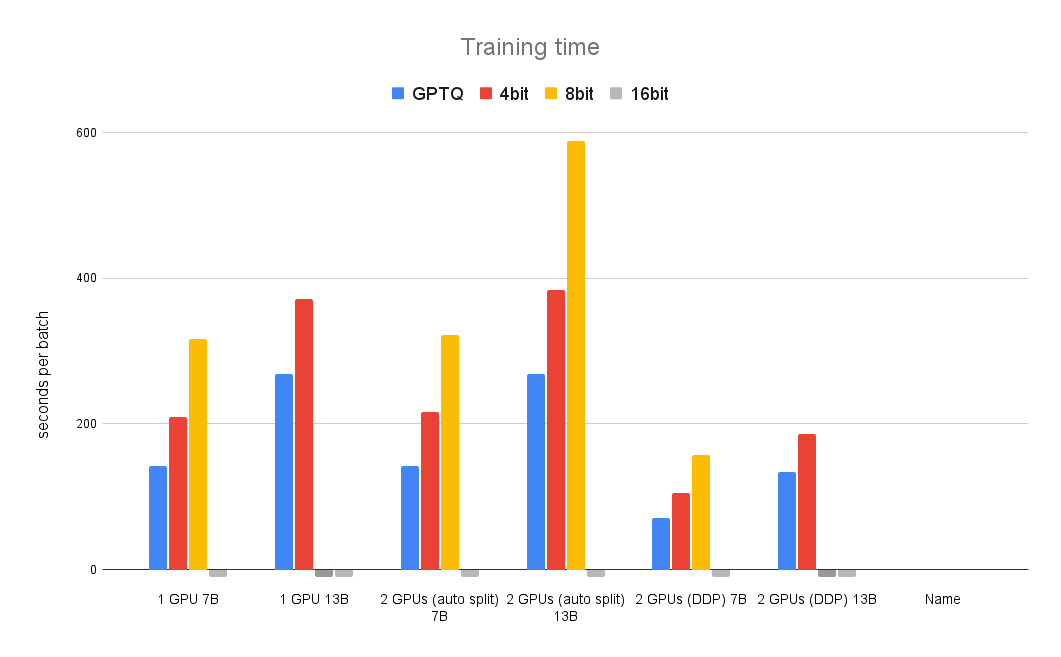 Training time
GPTQ 4bit 8bit 16bit
600
400
200
0
seconds per batch
1 GPU 7B
1 GPU 13B
2 GPUs (auto split)
7B
2 GPUs (auto split)
13B
2 GPUs (DDP) 7B
2 GPUs (DDP) 13B
Name